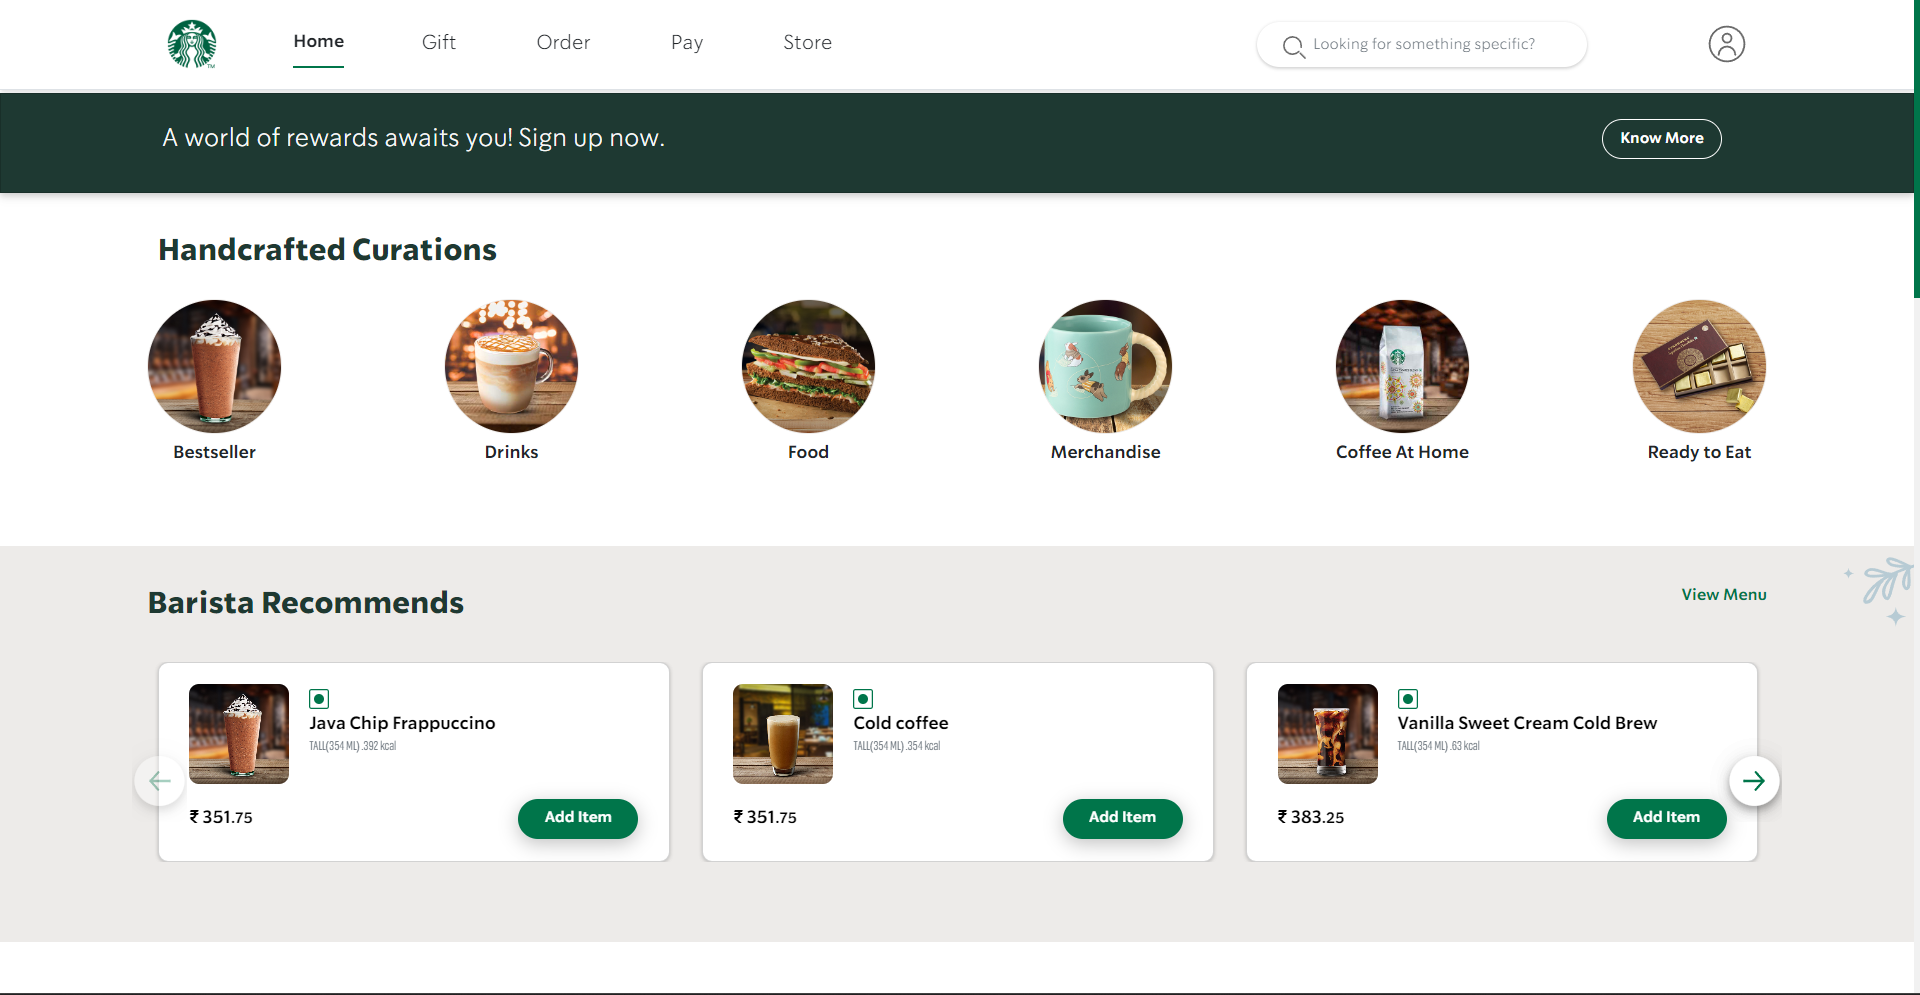 Home Gift Order Pay Store Looking for something specific?
A world of rewards awaits you! Sign up now. Know More
Handcrafted Curations
Bestseller Drinks Food Merchandise Coffee At Home Ready to Eat
Barista Recommends View Menu
Java Chip Frappuccino
TALL(354 ML) .392 kcal
₹ 351.75 Add Item
Cold coffee
TALL(354 ML) .354 kcal
₹ 351.75 Add Item
Vanilla Sweet Cream Cold Brew
TALL(354 ML) .63 kcal
₹ 383.25 Add Item